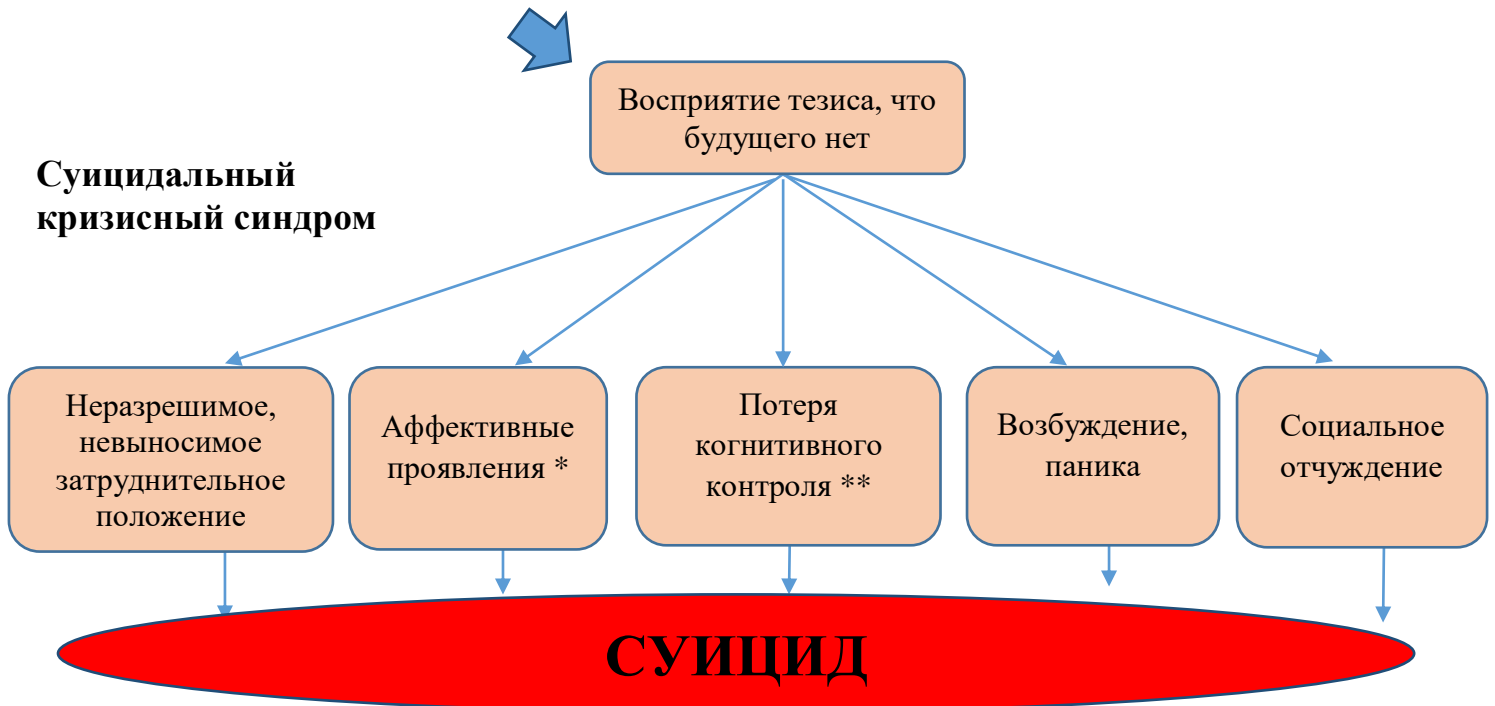 Восприятие тезиса, что
будущего нет
Суицидальный
кризисный синдром
Неразрешимое,
невыносимое
затруднительное
положение
Аффективные
проявления *
Потеря
когнитивного
контроля **
Возбуждение,
паника
Социальное
отчуждение
СУИЦИД